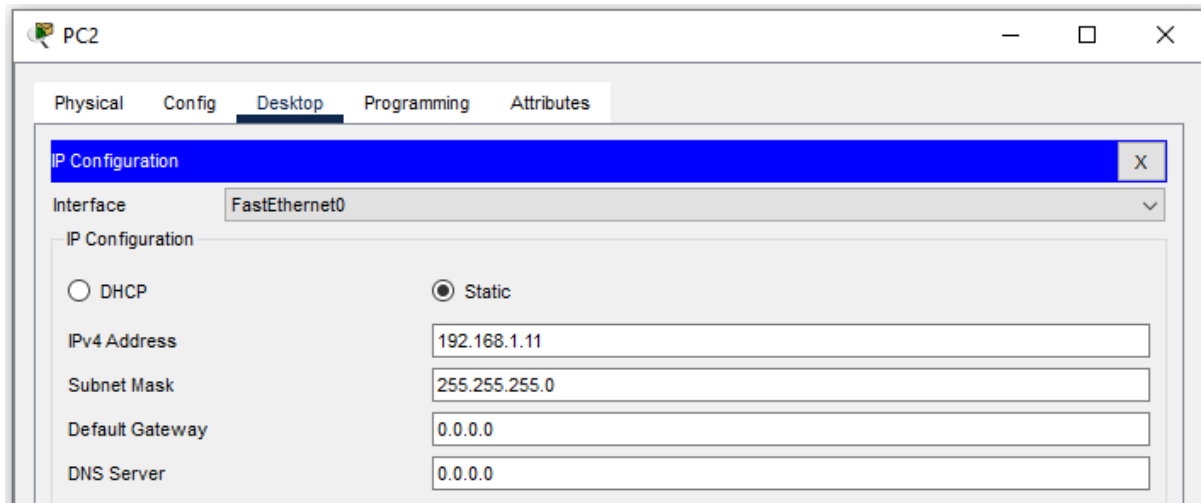 PC2
Physical Config Desktop Programming Attributes
IP Configuration X
Interface FastEthernet0
IP Configuration
DHCP Static
IPv4 Address 192.168.1.11
Subnet Mask 255.255.255.0
Default Gateway 0.0.0.0
DNS Server 0.0.0.0